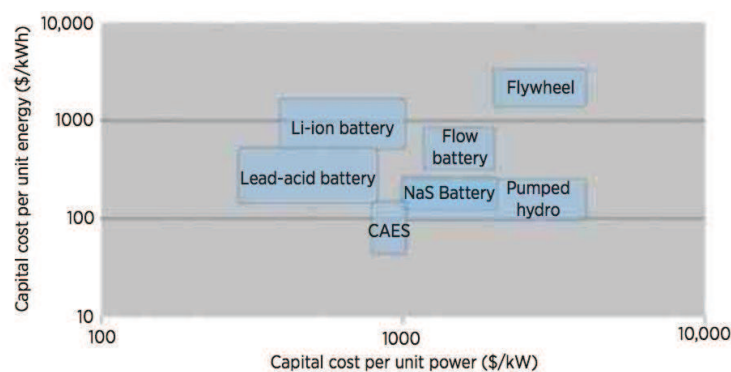 Capital cost per unit energy ($/kWh)
10,000
1000
100
10
Flywheel
Li-ion battery
Flow
battery
Lead-acid battery
NaS Battery
Pumped
hydro
CAES
100
1000
10,000
Capital cost per unit power ($/kW)